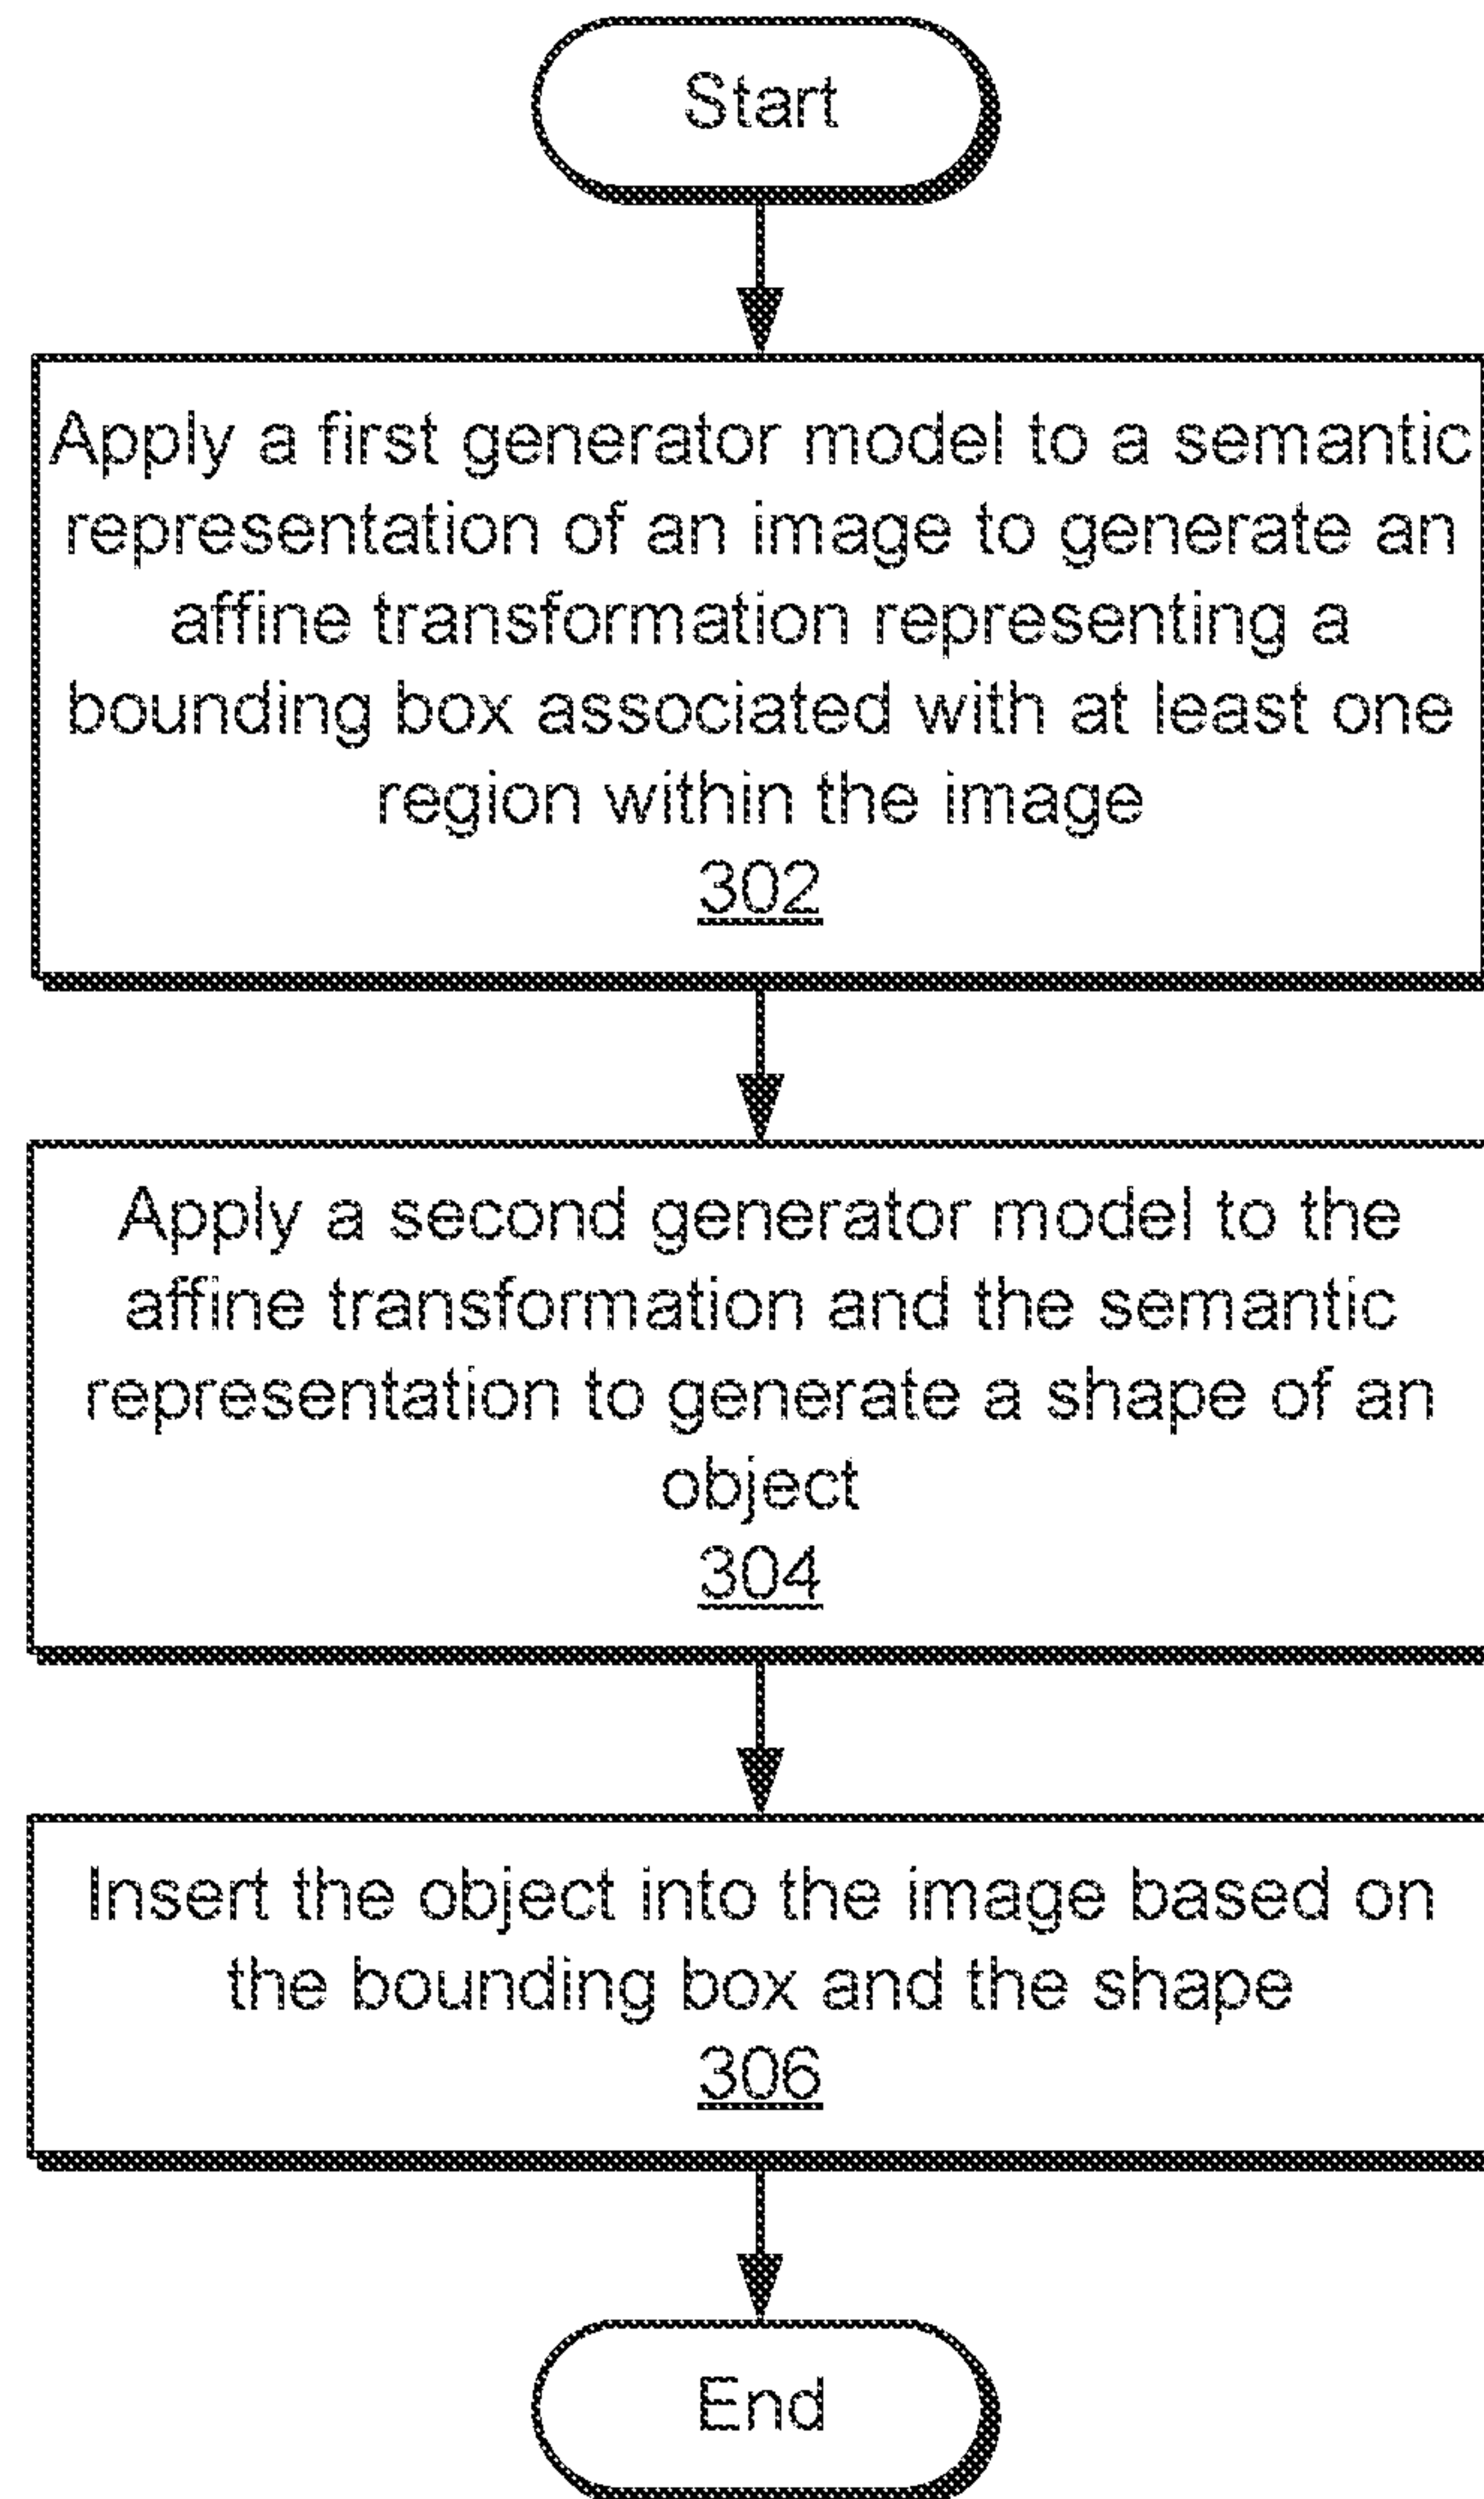 Start
Apply a first generator model to a semantic
representation of an image to generate an
affine transformation representing a
bounding box associated with at least one
region within the image
302
Apply a second generator model to the
affine transformation and the semantic
representation to generate a shape of an
object
304
Insert the object into the image based on
the bounding box and the shape
306
End